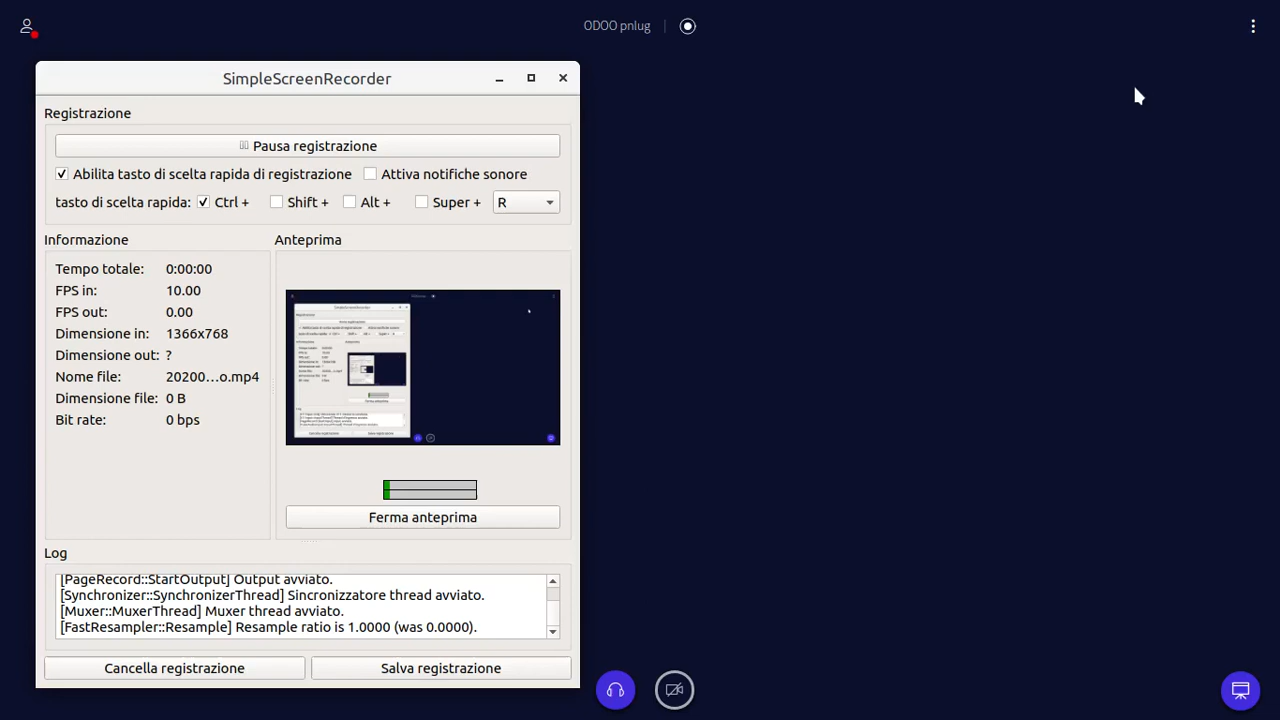 ODOO pnlug
SimpleScreenRecorder
Registrazione
Pausa registrazione
Abilita tasto di scelta rapida di registrazione Attiva notifiche sonore
tasto di scelta rapida: Ctrl + Shift + Alt + Super + R
Informazione
Tempo totale: 0:00:00
FPS in: 10.00
FPS out: 0.00
Dimensione in: 1366x768
Dimensione out: ?
Nome file: 20200...o.mp4
Dimensione file: 0 B
Bit rate: 0 bps
Anteprima
Ferma anteprima
Log
[PageRecord::StartOutput] Output avviato.
[Synchronizer::SynchronizerThread] Sincronizzatore thread avviato.
[Muxer::MuxerThread] Muxer thread avviato.
[FastResampler::Resample] Resample ratio is 1.0000 (was 0.0000).
Cancella registrazione Salva registrazione